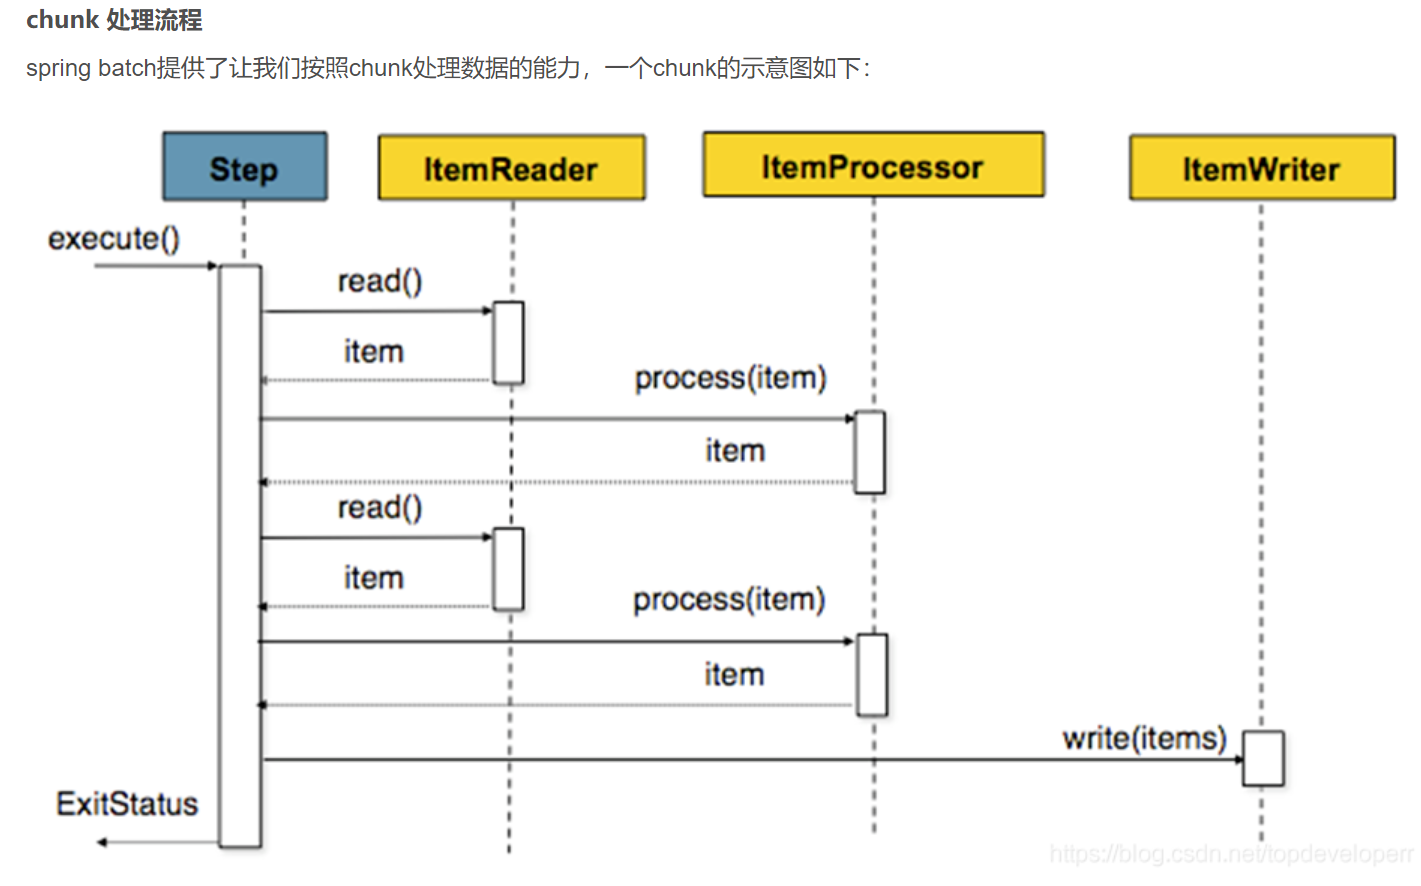 chunk 处理流程
spring batch提供了让我们按照chunk处理数据的能力，一个chunk的示意图如下：
Step
ItemReader
ItemProcessor
ItemWriter
execute()
read()
item
process(item)
item
read()
item
process(item)
item
write(items)
ExitStatus
https://blog.csdn.net/topdeveloperr